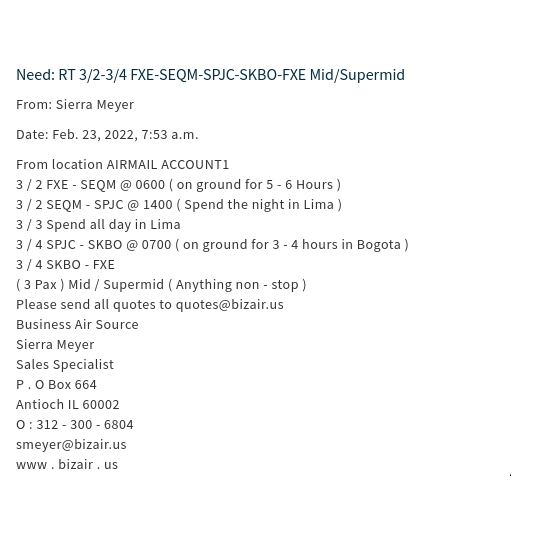 Need: RT 3/2-3/4 FXE-SEQM-SPJC-SKBO-FXE Mid/Supermid
From: Sierra Meyer
Date: Feb. 23, 2022, 7:53 a.m.
From location AIRMAIL ACCOUNT1
3 / 2 FXE - SEQM @ 0600 ( on ground for 5 - 6 Hours )
3 / 2 SEQM - SPJC @ 1400 ( Spend the night in Lima )
3 / 3 Spend all day in Lima
3 / 4 SPJC - SKBO @ 0700 ( on ground for 3 - 4 hours in Bogota )
3 / 4 SKBO - FXE
( 3 Pax ) Mid / Supermid ( Anything non - stop )
Please send all quotes to quotes@bizair.us
Business Air Source
Sierra Meyer
Sales Specialist
P . O Box 664
Antioch IL 60002
O : 312 - 300 - 6804
smeyer@bizair.us
www . bizair . us
.